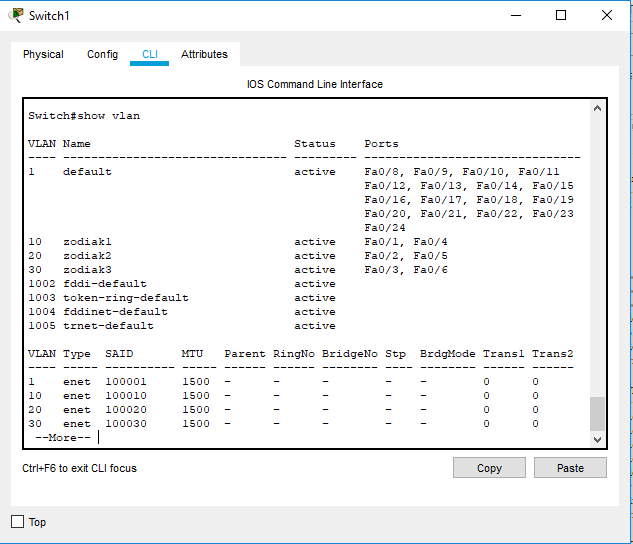 Switch1
Physical Config CLI Attributes
IOS Command Line Interface
Switch#show vlan
VLAN Name                             Status    Ports
---- -------------------------------- --------- -------------------------------
1    default                          active    Fa0/8, Fa0/9, Fa0/10, Fa0/11
                                                Fa0/12, Fa0/13, Fa0/14, Fa0/15
                                                Fa0/16, Fa0/17, Fa0/18, Fa0/19
                                                Fa0/20, Fa0/21, Fa0/22, Fa0/23
                                                Fa0/24
10   zodiak1                          active    Fa0/1, Fa0/4
20   zodiak2                          active    Fa0/2, Fa0/5
30   zodiak3                          active    Fa0/3, Fa0/6
1002 fddi-default                     active
1003 token-ring-default               active
1004 fddinet-default                  active
1005 trnet-default                    active
VLAN Type  SAID       MTU   Parent RingNo BridgeNo Stp  BrdgMode Trans1 Trans2
---- ----- ---------- ----- ------ ------ -------- ---- -------- ------ ------
1    enet  100001     1500  -      -      -        -    -        0      0
10   enet  100010     1500  -      -      -        -    -        0      0
20   enet  100020     1500  -      -      -        -    -        0      0
30   enet  100030     1500  -      -      -        -    -        0      0
 --More--
Ctrl+F6 to exit CLI focus
Copy Paste
Top